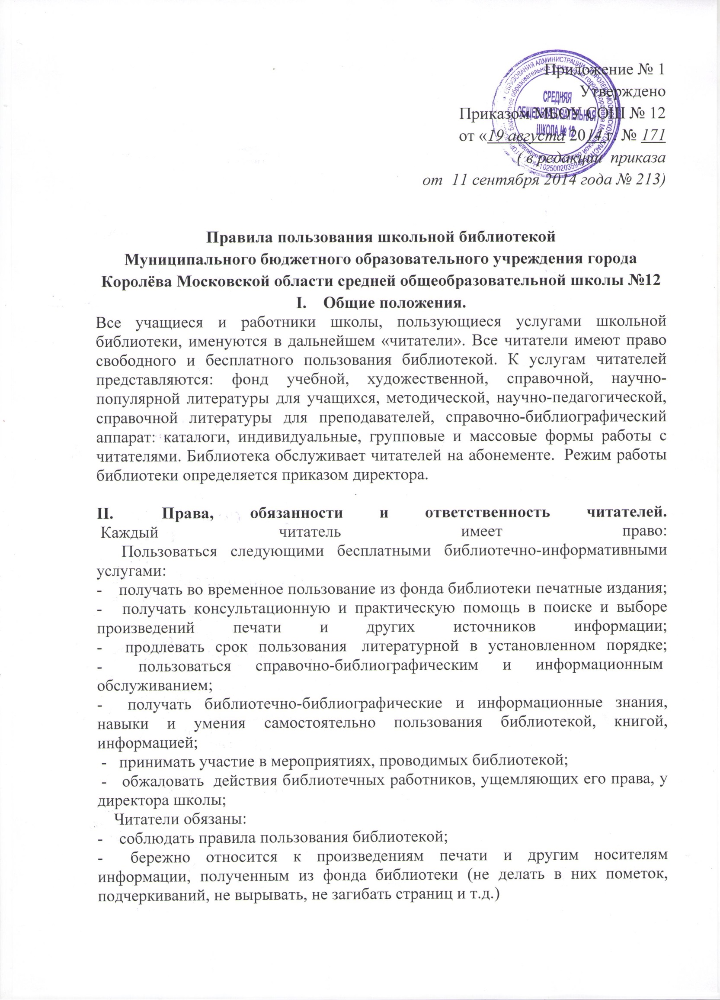 Приложение № 1
Утверждено
Приказом МБОУ СОШ № 12
от «19 августа 2014 г. № 171
( в редакции приказа
от 11 сентября 2014 года № 213)
СРЕДНЯЯ
ОБЩЕОБРАЗОВАТЕЛЬНАЯ
ШКОЛА № 12
Правила пользования школьной библиотекой
Муниципального бюджетного образовательного учреждения города
Королёва Московской области средней общеобразовательной школы №12
I. Общие положения.
Все учащиеся и работники школы, пользующиеся услугами школьной
библиотеки, именуются в дальнейшем «читатели». Все читатели имеют право
свободного и бесплатного пользования библиотекой. К услугам читателей
представляются: фонд учебной, художественной, справочной, научно-
популярной литературы для учащихся, методической, научно-педагогической,
справочной литературы для преподавателей, справочно-библиографический
аппарат: каталоги, индивидуальные, групповые и массовые формы работы с
читателями. Библиотека обслуживает читателей на абонементе. Режим работы
библиотеки определяется приказом директора.
II. Права, обязанности и ответственность читателей.
Каждый читатель имеет право:
Пользоваться следующими бесплатными библиотечно-информативными
услугами:
- получать во временное пользование из фонда библиотеки печатные издания;
- получать консультационную и практическую помощь в поиске и выборе
произведений печати и других источников информации;
- продлевать срок пользования литературной в установленном порядке;
- пользоваться справочно-библиографическим и информационным
обслуживанием;
- получать библиотечно-библиографические и информационные знания,
навыки и умения самостоятельно пользования библиотекой, книгой,
информацией;
- принимать участие в мероприятиях, проводимых библиотекой;
- обжаловать действия библиотечных работников, ущемляющих его права, у
директора школы;
Читатели обязаны:
- соблюдать правила пользования библиотекой;
- бережно относится к произведениям печати и другим носителям
информации, полученным из фонда библиотеки (не делать в них пометок,
подчеркиваний, не вырывать, не загибать страниц и т.д.)